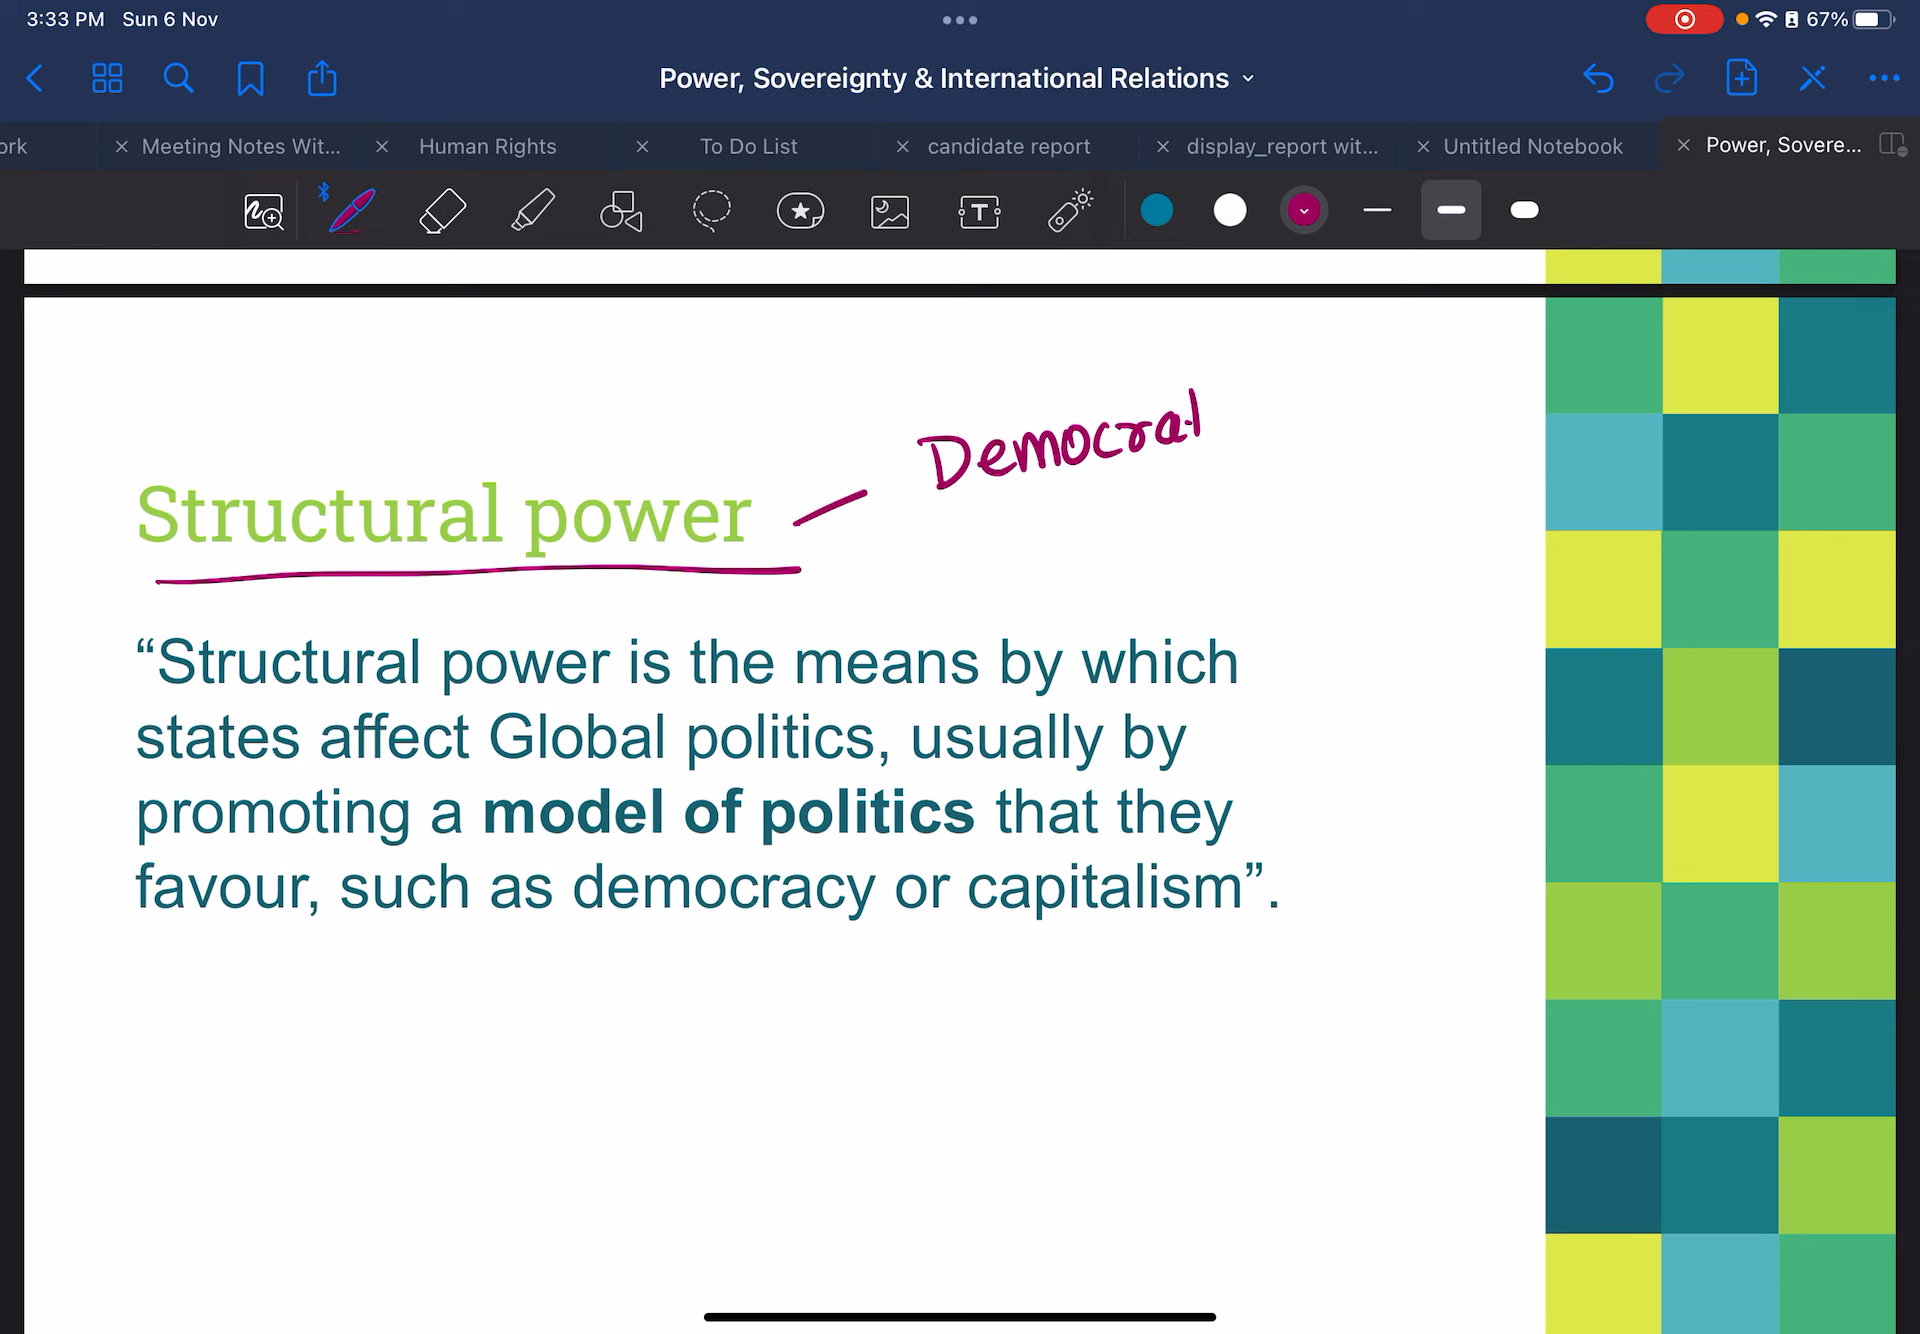 3:33 PM Sun 6 Nov
67%
Power, Sovereignty & International Relations
ork
Meeting Notes Wit...
Human Rights
To Do List
candidate report
display_report wit...
Untitled Notebook
Power, Sovere...
Democral
Structural power
“Structural power is the means by which
states affect Global politics, usually by
promoting a model of politics that they
favour, such as democracy or capitalism”.